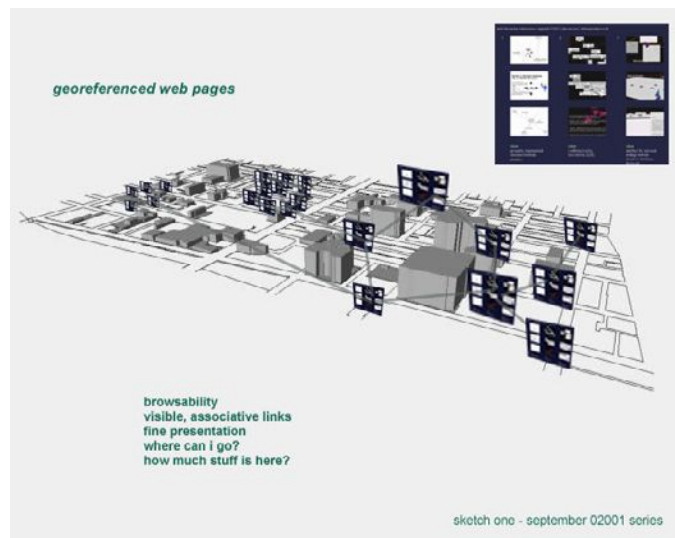 georeferenced web pages
browsability
visible, associative links
fine presentation
where can i go?
how much stuff is here?
sketch one - september 02001 series